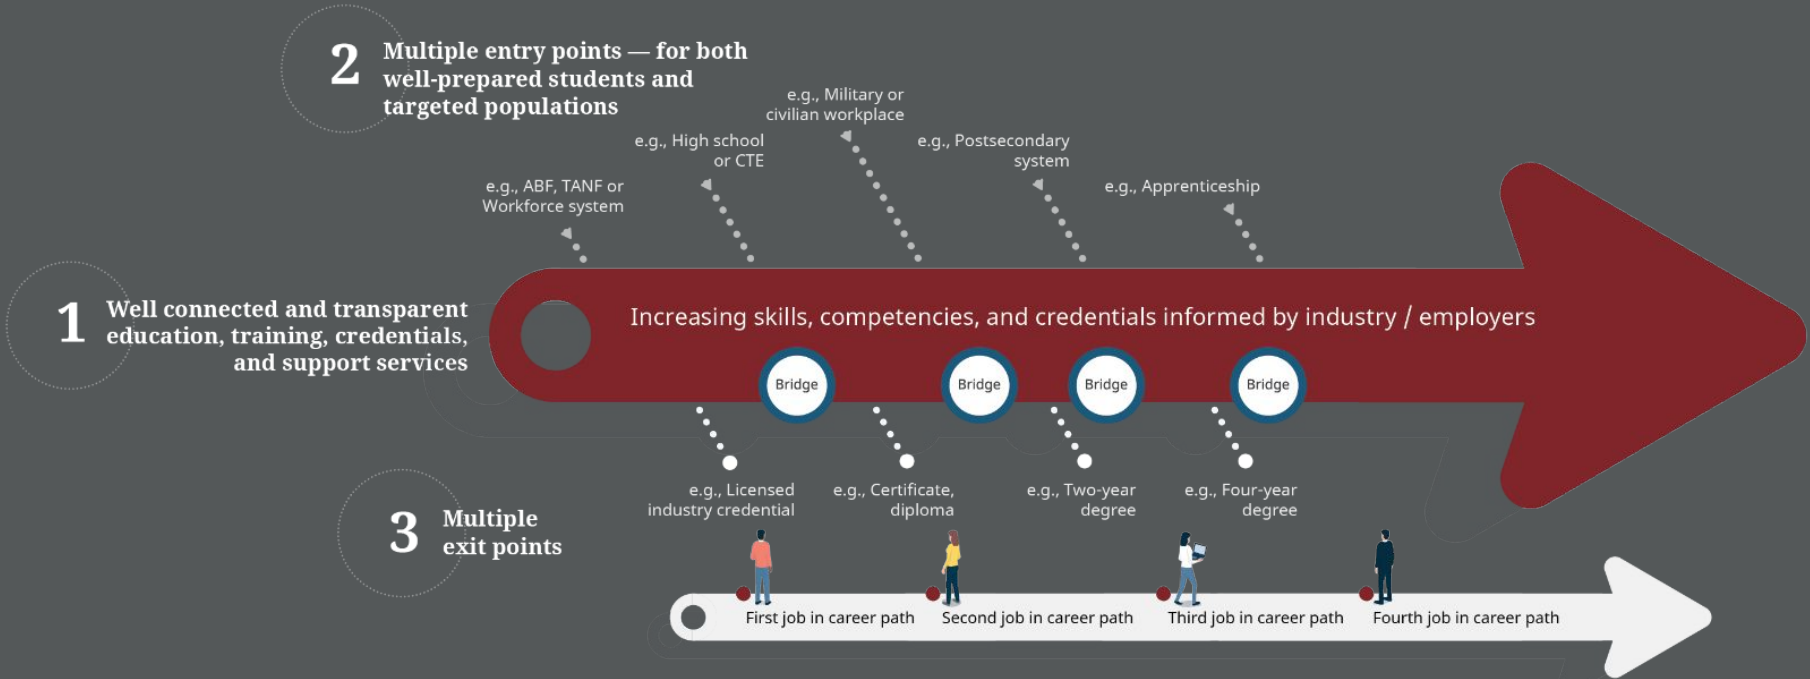 2
Multiple entry points — for both
well-prepared students and
targeted populations
e.g., ABF, TANF or
Workforce system
e.g., High school
or CTE
e.g., Military or
civilian workplace
e.g., Postsecondary
system
e.g., Apprenticeship
1
Well connected and transparent
education, training, credentials,
and support services
Increasing skills, competencies, and credentials informed by industry / employers
Bridge
Bridge
Bridge
Bridge
3
Multiple
exit points
e.g., Licensed
industry credential
e.g., Certificate,
diploma
e.g., Two-year
degree
e.g., Four-year
degree
First job in career path
Second job in career path
Third job in career path
Fourth job in career path